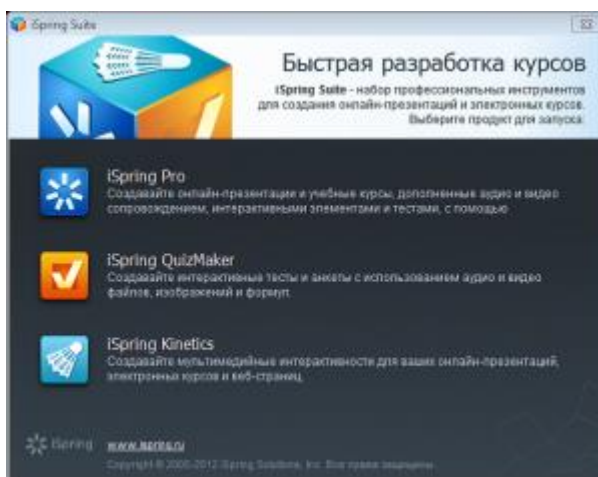 iSpring Suite
Быстрая разработка курсов
iSpring Suite - набор профессиональных инструментов
для создания онлайн-презентаций и электронных курсов.
Выберите продукт для запуска:
iSpring Pro
Создавайте онлайн-презентации и учебные курсы, дополненные аудио и видео
сопровождением, интерактивными элементами и тестами, с помощью
iSpring QuizMaker
Создавайте интерактивные тесты и анкеты с использованием аудио и видео
файлов, изображений и формул.
iSpring Kinetics
Создавайте мультимедийные интерактивности для ваших онлайн-презентаций,
электронных курсов и веб-страниц.
iSpring www.ispring.ru
Copyright © 2005-2012 iSpring Solutions, Inc. Все права защищены.